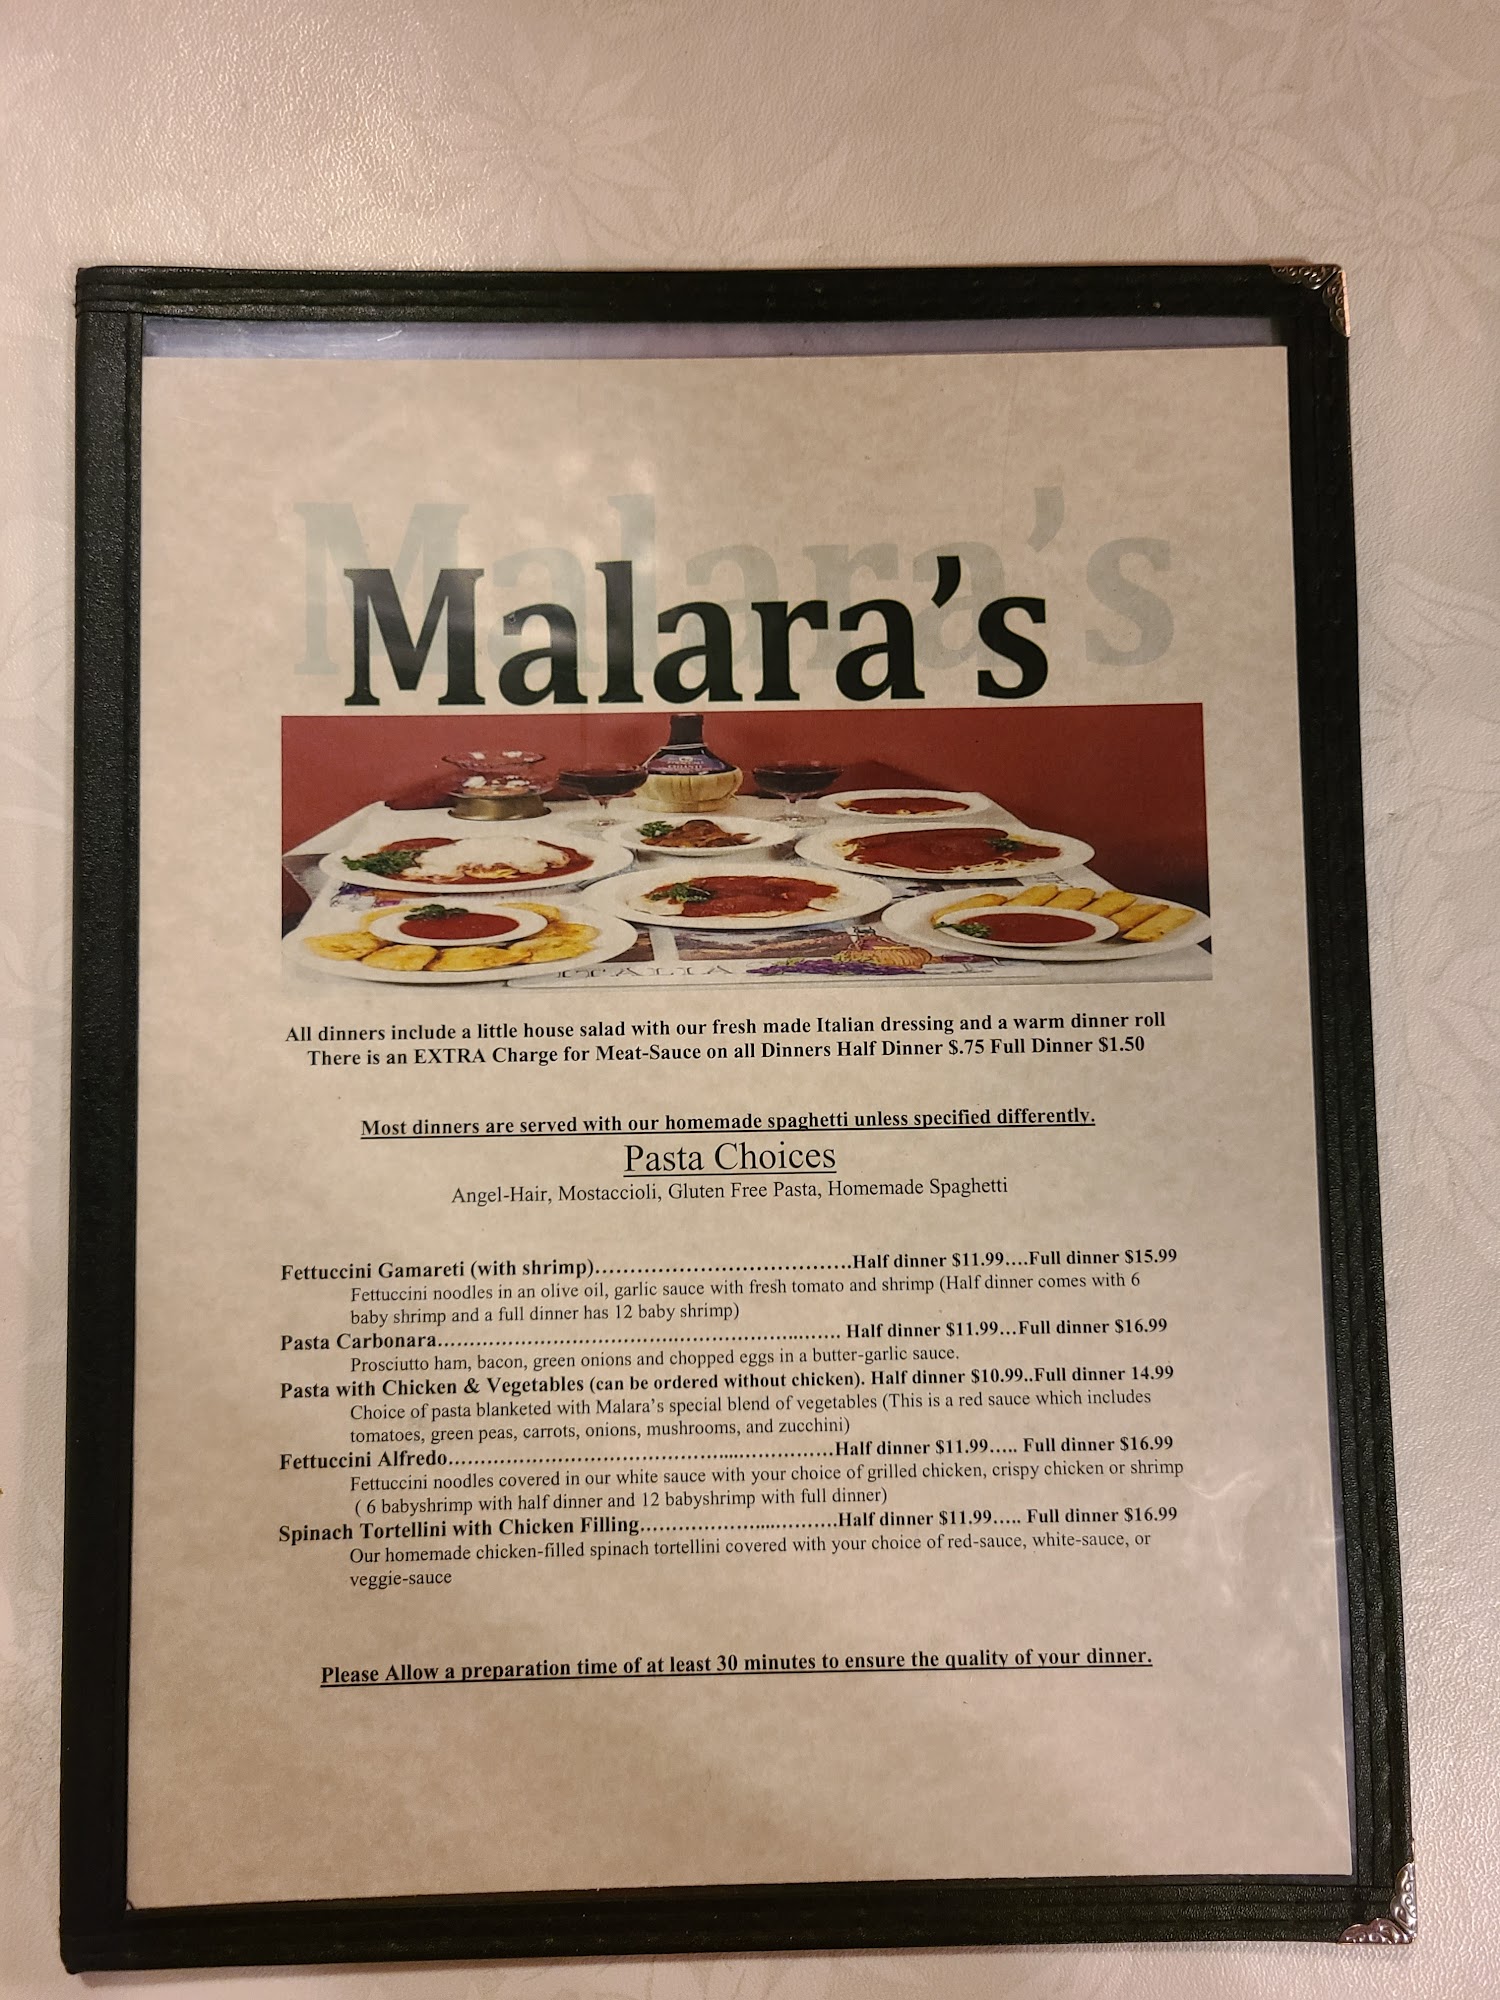 Malara's
Malara's
ITALIA
All dinners include a little house salad with our fresh made Italian dressing and a warm dinner roll
There is an EXTRA Charge for Meat-Sauce on all Dinners Half Dinner $.75 Full Dinner $1.50
Most dinners are served with our homemade spaghetti unless specified differently.
Pasta Choices
Angel-Hair, Mostaccioli, Gluten Free Pasta, Homemade Spaghetti
Fettuccini Gamareti (with shrimp)…………………………………Half dinner $11.99….Full dinner $15.99
Fettuccini noodles in an olive oil, garlic sauce with fresh tomato and shrimp (Half dinner comes with 6
baby shrimp and a full dinner has 12 baby shrimp)
Pasta Carbonara…………………………………………………….... Half dinner $11.99…Full dinner $16.99
Prosciutto ham, bacon, green onions and chopped eggs in a butter-garlic sauce.
Pasta with Chicken & Vegetables (can be ordered without chicken). Half dinner $10.99..Full dinner 14.99
Choice of pasta blanketed with Malara's special blend of vegetables (This is a red sauce which includes
tomatoes, green peas, carrots, onions, mushrooms, and zucchini)
Fettuccini Alfredo………………………………....……………Half dinner $11.99….. Full dinner $16.99
Fettuccini noodles covered in our white sauce with your choice of grilled chicken, crispy chicken or shrimp
( 6 babyshrimp with half dinner and 12 babyshrimp with full dinner)
Spinach Tortellini with Chicken Filling………………....………Half dinner $11.99….. Full dinner $16.99
Our homemade chicken-filled spinach tortellini covered with your choice of red-sauce, white-sauce, or
veggie-sauce
Please Allow a preparation time of at least 30 minutes to ensure the quality of your dinner.